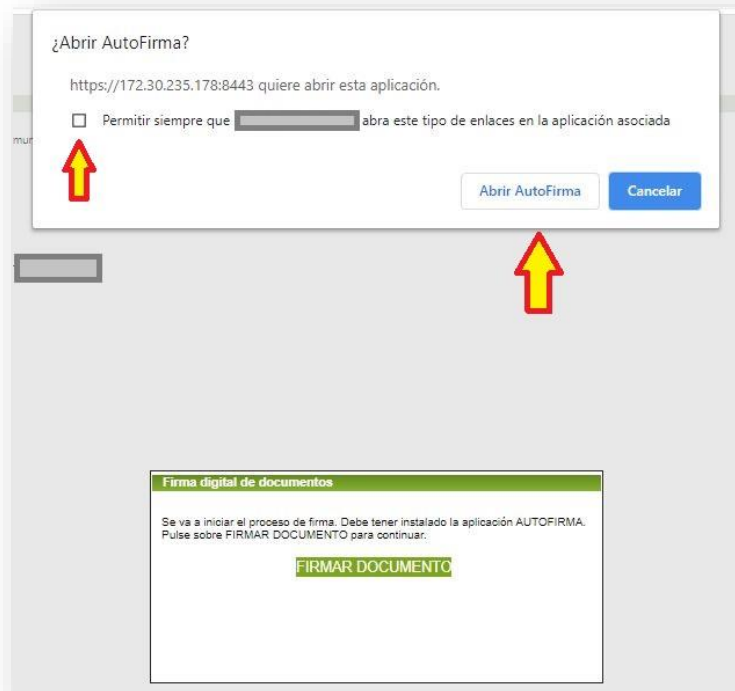 ¿Abrir AutoFirma?
https://172.30.235.178:8443 quiere abrir esta aplicación.
Permitir siempre que abra este tipo de enlaces en la aplicación asociada
mun
Abrir AutoFirma
Cancelar
Firma digital de documentos
Se va a iniciar el proceso de firma. Debe tener instalado la aplicación AUTOFIRMA.
Pulse sobre FIRMAR DOCUMENTO para continuar.
FIRMAR DOCUMENTO